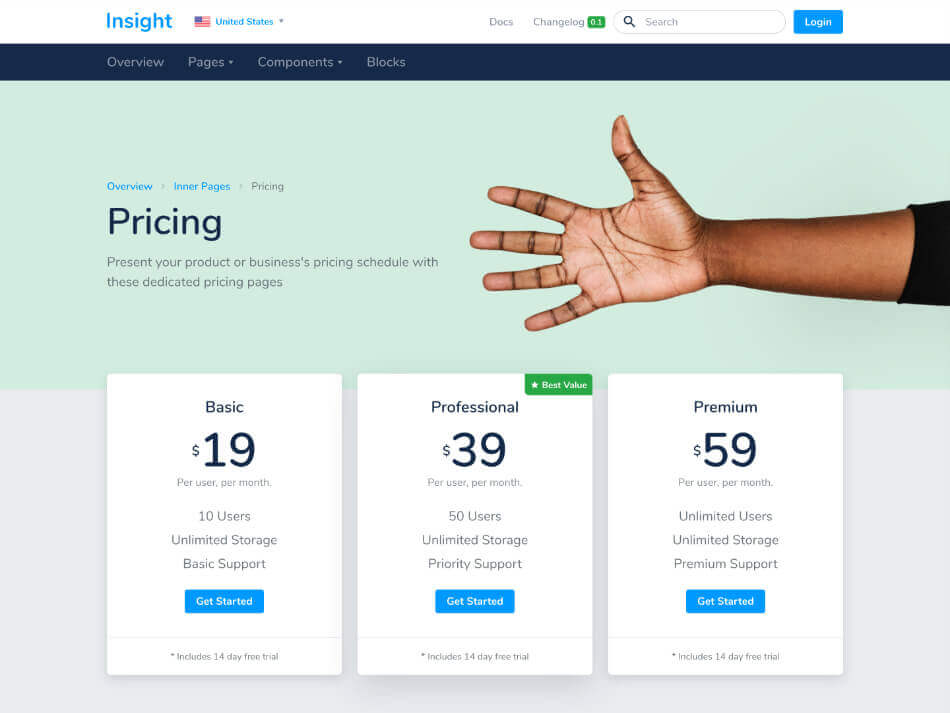 Insight
United States
Docs
Changelog 0.1
Search
Login
Overview
Pages
Components
Blocks
Overview > Inner Pages > Pricing
Pricing
Present your product or business's pricing schedule with
these dedicated pricing pages
Basic
$19
Per user, per month.
10 Users
Unlimited Storage
Basic Support
Get Started
* Includes 14 day free trial
Best Value
Professional
$39
Per user, per month.
50 Users
Unlimited Storage
Priority Support
Get Started
* Includes 14 day free trial
Premium
$59
Per user, per month.
Unlimited Users
Unlimited Storage
Premium Support
Get Started
* Includes 14 day free trial